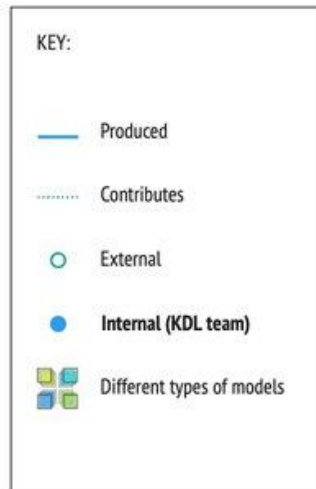 KEY:
Produced
Contributes
External
Internal (KDL team)
Different types of models